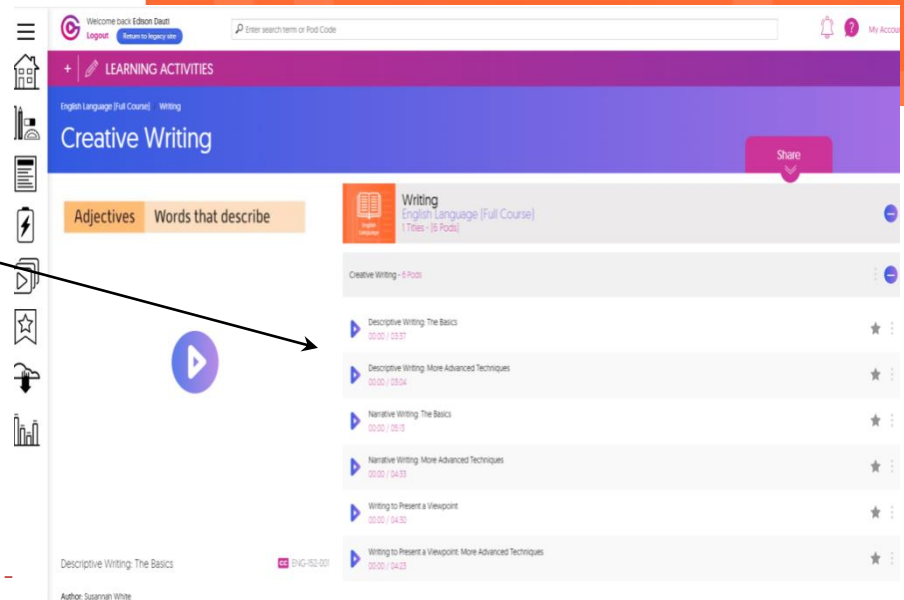 Welcome back Edison Dauti
Logout Return to legacy site
Enter search term or Pod Code
? My Accou
+ LEARNING ACTIVITIES
English Language [Full Course] Writing
Creative Writing
Share
Adjectives Words that describe
English Language
Writing
English Language [Full Course]
1 Titles - [6 Pods]
Creative Writing - 6 Pods
Descriptive Writing: The Basics
00:00 / 03:37
Descriptive Writing: More Advanced Techniques
00:00 / 03:04
Narrative Writing: The Basics
00:00 / 05:13
Narrative Writing: More Advanced Techniques
00:00 / 04:33
Writing to Present a Viewpoint
00:00 / 04:30
Writing to Present a Viewpoint: More Advanced Techniques
00:00 / 04:23
Descriptive Writing: The Basics
CC ENG-152-001
Author: Susannah White